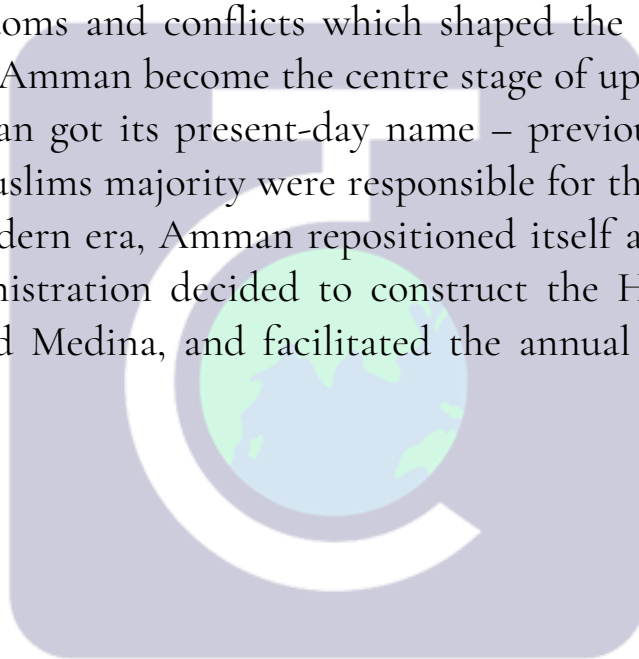 oms and conflicts which shaped the
Amman become the centre stage of up
an got its present-day name – previou
uslims majority were responsible for th
dern era, Amman repositioned itself a
nistration decided to construct the H
d Medina, and facilitated the annual